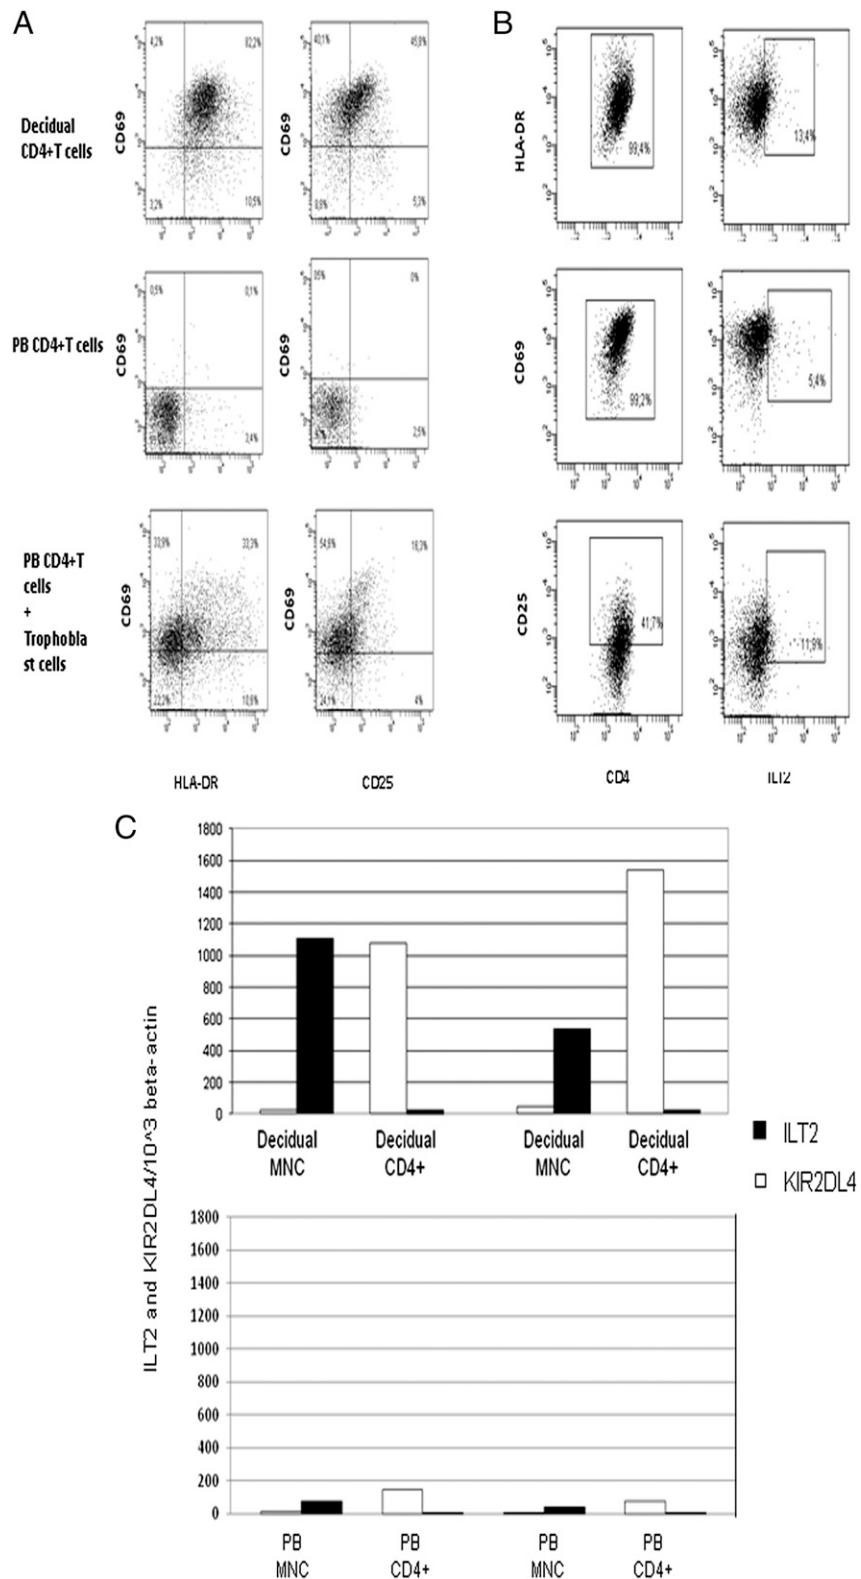 A
B
4,2%
82,2%
40,1%
45,8%
CD69
CD69
Decidual
CD4+T cells
2,2%
10,5%
8,8%
5,3%
HLA-DR
99,4%
13,4%
PB CD4+T cells
0,5%
0,1%
0%
CD69
CD69
3,4%
2,5%
CD69
99,2%
5,4%
PB CD4+T
cells
+
Trophobla
st cells
33,9%
33,3%
54,8%
16,3%
CD69
CD69
22,2%
10,6%
24,1%
4%
CD25
41,7%
11,9%
HLA-DR
CD25
CD4
ILT2
C
1800
1600
1400
1200
1000
800
600
400
200
0
Decidual
MNC
Decidual
CD4+
Decidual
MNC
Decidual
CD4+
ILT2
KIR2DL4
ILT2 and KIR2DL4/10^3 beta-actin
1800
1600
1400
1200
1000
800
600
400
200
0
PB
MNC
PB
CD4+
PB
MNC
PB
CD4+